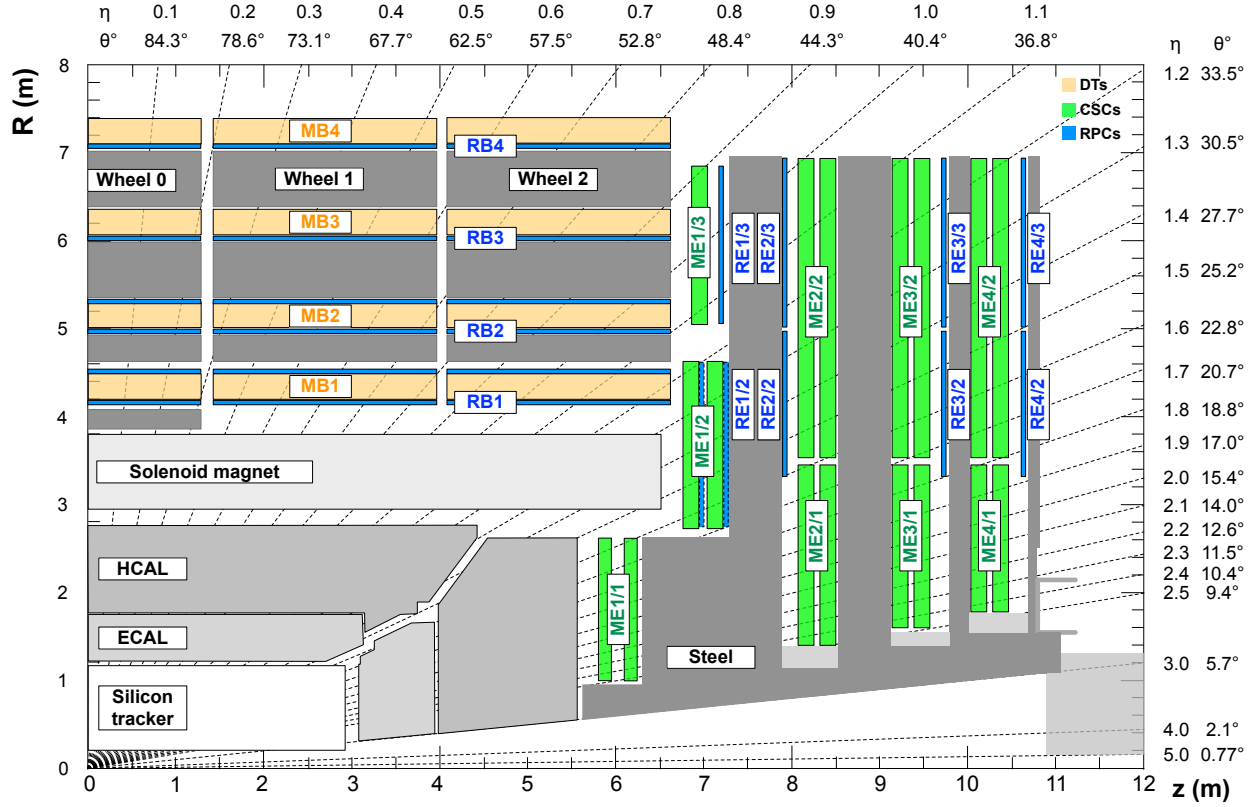 η 0.1 0.2 0.3 0.4 0.5 0.6 0.7 0.8 0.9 1.0 1.1
θ° 84.3° 78.6° 73.1° 67.7° 62.5° 57.5° 52.8° 48.4° 44.3° 40.4° 36.8° η θ°
R (m)
8
7
6
5
4
3
2
1
0
1.2 33.5°
1.3 30.5°
1.4 27.7°
1.5 25.2°
1.6 22.8°
1.7 20.7°
1.8 18.8°
1.9 17.0°
2.0 15.4°
2.1 14.0°
2.2 12.6°
2.3 11.5°
2.4 10.4°
2.5 9.4°
3.0 5.7°
4.0 2.1°
5.0 0.77°
DTs
CSCs
RPCs
MB4
RB4
Wheel 0 Wheel 1 Wheel 2
MB3
RB3
MB2
RB2
MB1
RB1
Solenoid magnet
HCAL
ECAL
Silicon
tracker
Steel
ME1/3
RE1/3
RE2/3
ME2/2
ME3/2
RE3/3
ME4/2
RE4/3
ME1/2
RE1/2
RE2/2
RE3/2
RE4/2
ME1/1
ME2/1
ME3/1
ME4/1
0 1 2 3 4 5 6 7 8 9 10 11 12
z (m)